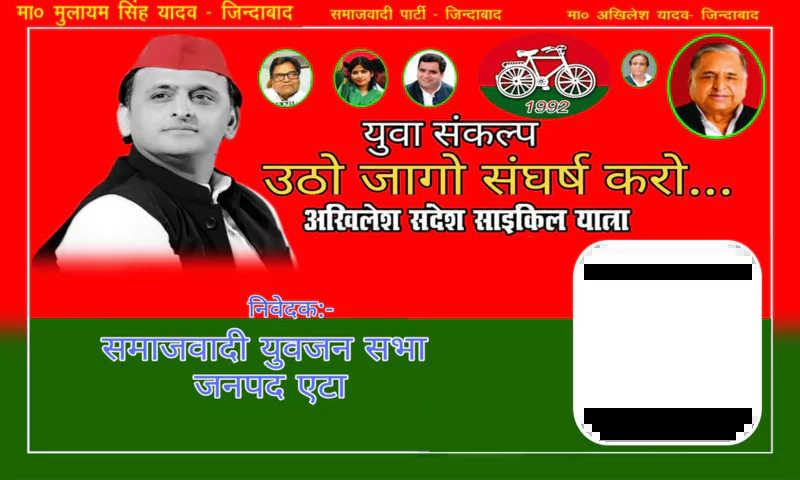 मा० मुलायम सिंह यादव - जिन्दाबाद
समाजवादी पार्टी - जिन्दाबाद
मा० अखिलेश यादव- जिन्दाबाद
1992
युवा संकल्प
उठो जागो संघर्ष करो...
अखिलेश सदेश साइकिल यात्रा
निवेदक:-
समाजवादी युवजन सभा
जनपद एटा